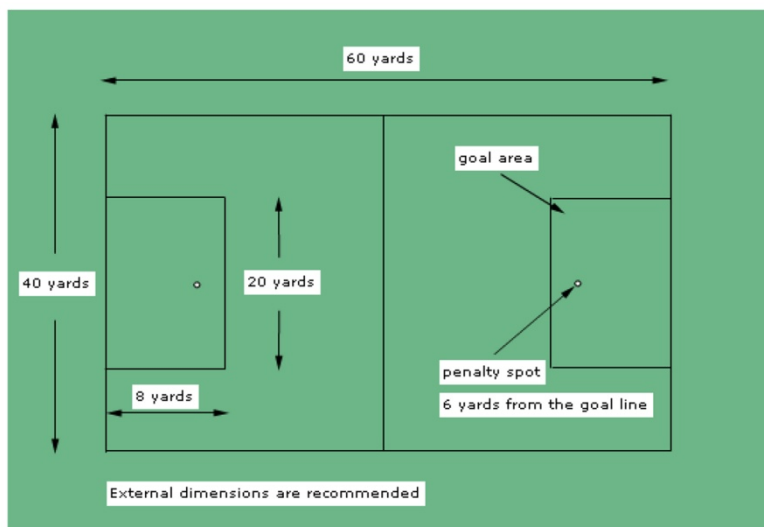 60 yards
goal area
40 yards
20 yards
penalty spot
8 yards
6 yards from the goal line
External dimensions are recommended